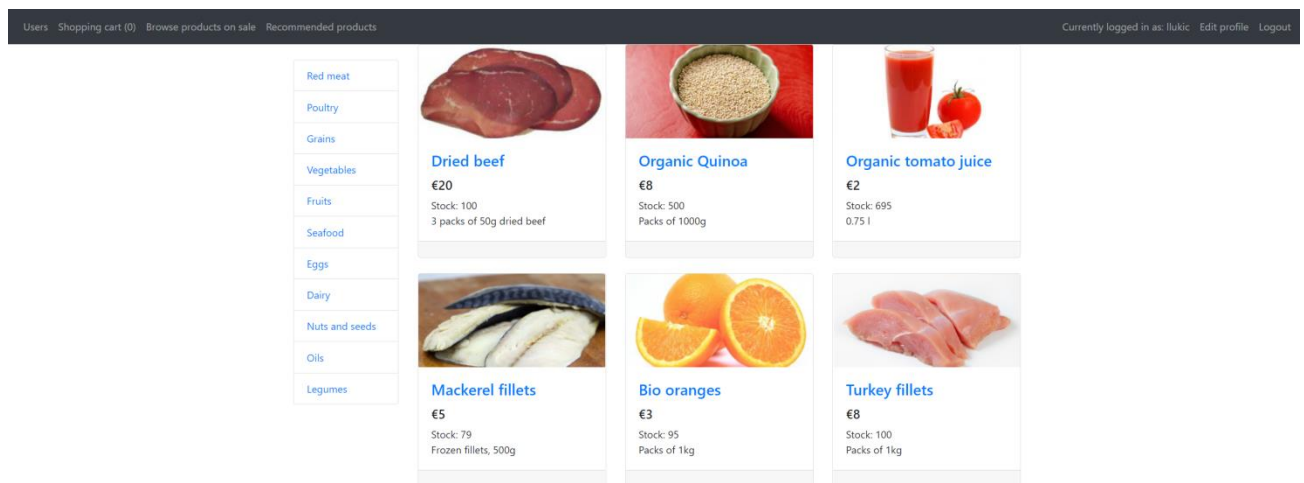 Users Shopping cart (0) Browse products on sale Recommended products
Currently logged in as: llukic Edit profile Logout
Red meat
Poultry
Grains
Vegetables
Fruits
Seafood
Eggs
Dairy
Nuts and seeds
Oils
Legumes
Dried beef
€20
Stock: 100
3 packs of 50g dried beef
Organic Quinoa
€8
Stock: 500
Packs of 1000g
Organic tomato juice
€2
Stock: 695
0.75 l
Mackerel fillets
€5
Stock: 79
Frozen fillets, 500g
Bio oranges
€3
Stock: 95
Packs of 1kg
Turkey fillets
€8
Stock: 100
Packs of 1kg